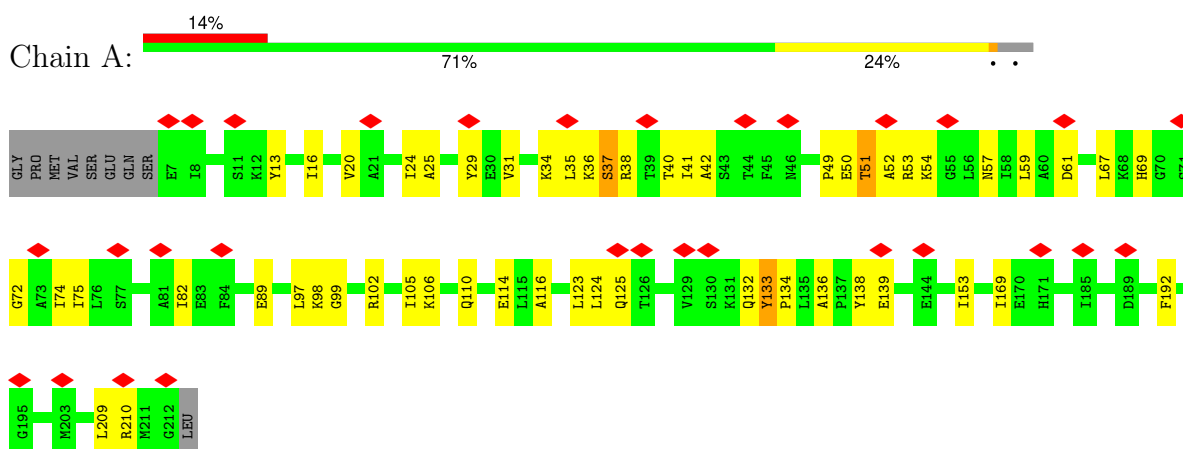 14%
Chain A:
71% 24% • •
GLY PRO MET VAL SER GLU GLN SER E7 I8 S11 K12 Y13 I16 V20 A21 I24 A25 Y29 E30 V31 K34 L35 K36 S37 R38 T39 T40 I41 A42 S43 T44 F45 N46 P49 E50 T51 A52 R53 K54 G55 L56 N57 I58 L59 A60 D61 L67 K68 H69 G70
G72 A73 I74 I75 L76 S77 A81 I82 E83 F84 E89 L97 K98 G99 R102 I105 K106 Q110 E114 L115 A116 L123 L124 Q125 T126 V129 S130 K131 Q132 Y133 P134 L135 A136 P137 Y138 E139 E144 I153 I169 E170 H171 I185 D189 F192
G195 M203 L209 R210 M211 G212 LEU